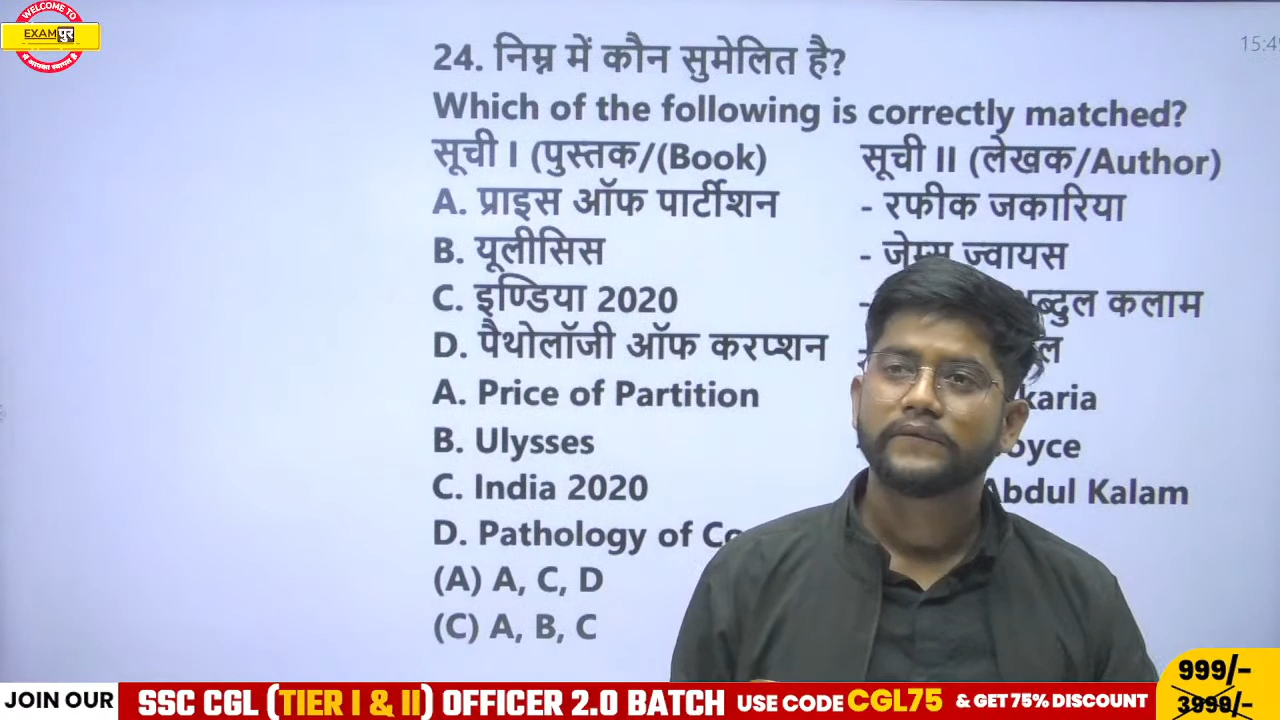 WELCOME TO
EXAMपुर
में आपका स्वागत है
15:4
24. निम्न में कौन सुमेलित है?
Which of the following is correctly matched?
सूची I (पुस्तक/(Book) सूची II (लेखक/Author)
A. प्राइस ऑफ पार्टीशन - रफीक जकारिया
B. यूलीसिस - जेम्स ज्वायस
C. इण्डिया 2020 - अब्दुल कलाम
D. पैथोलॉजी ऑफ करप्शन -
A. Price of Partition
B. Ulysses
C. India 2020 Abdul Kalam
D. Pathology of
(A) A, C, D
(C) A, B, C
JOIN OUR SSC CGL (TIER I & II) OFFICER 2.0 BATCH USE CODE CGL75 & GET 75% DISCOUNT 999/-
3999/-